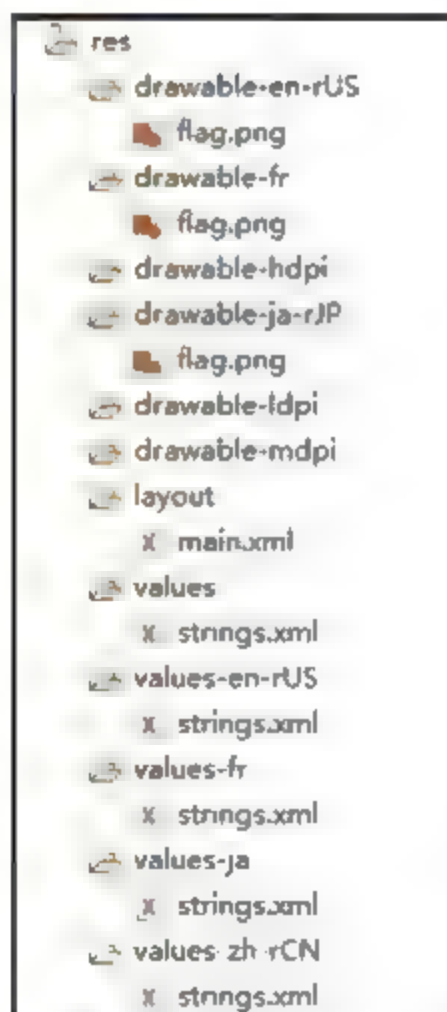 res
drawable-en-rUS
flag.png
drawable-fr
flag.png
drawable-hdpi
drawable-ja-rJP
flag.png
drawable-ldpi
drawable-mdpi
layout
main.xml
values
strings.xml
values-en-rUS
strings.xml
values-fr
strings.xml
values-ja
strings.xml
values-zh-rCN
strings.xml